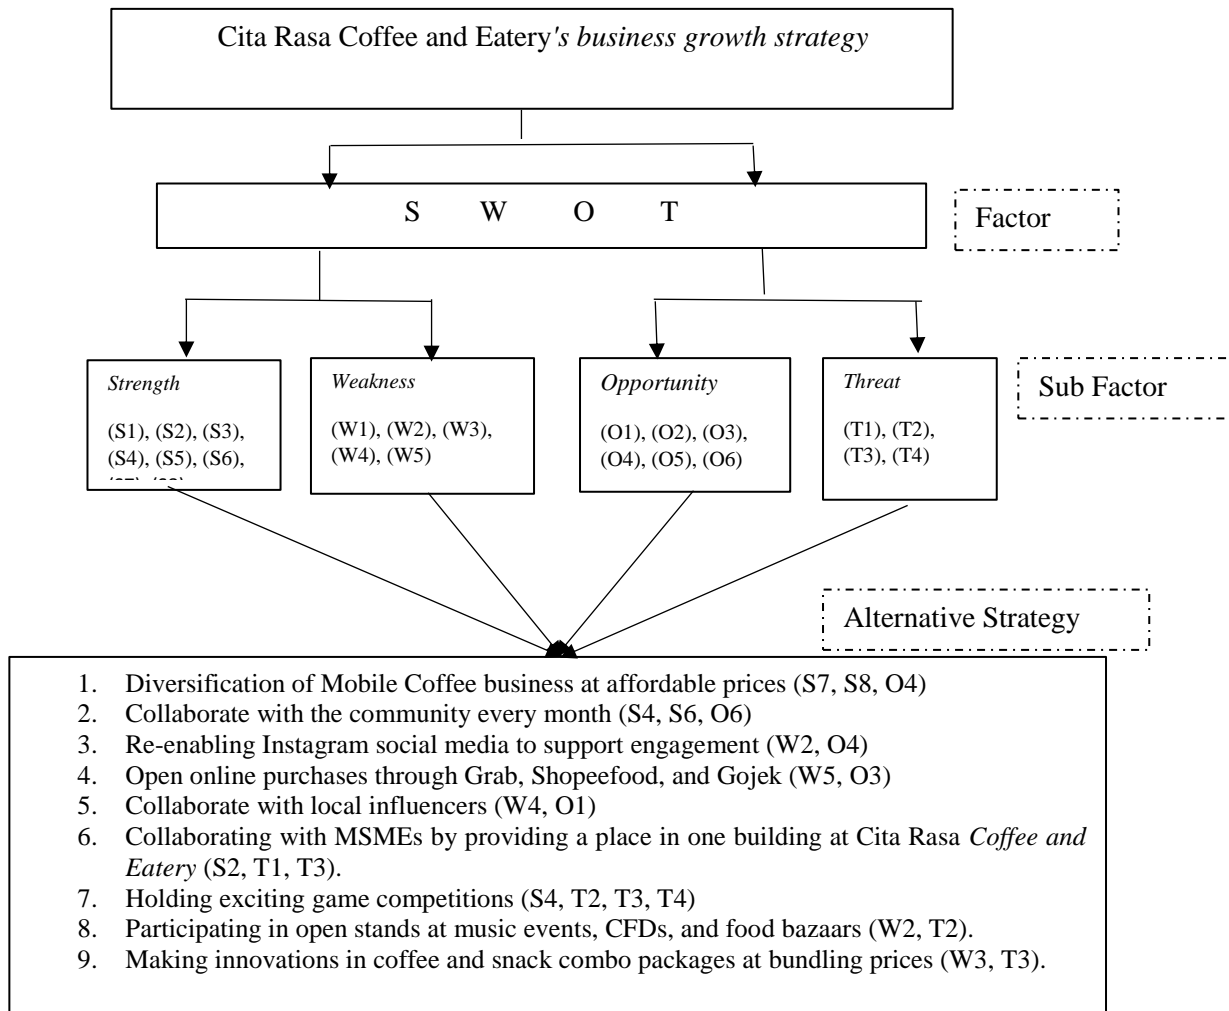 Cita Rasa Coffee and Eatery's business growth strategy
S W O T
Factor
Strength
(S1), (S2), (S3),
(S4), (S5), (S6),
Weakness
(W1), (W2), (W3),
(W4), (W5)
Opportunity
(O1), (O2), (O3),
(O4), (O5), (O6)
Threat
(T1), (T2),
(T3), (T4)
Sub Factor
Alternative Strategy
1. Diversification of Mobile Coffee business at affordable prices (S7, S8, O4)
2. Collaborate with the community every month (S4, S6, O6)
3. Re-enabling Instagram social media to support engagement (W2, O4)
4. Open online purchases through Grab, Shopeefood, and Gojek (W5, O3)
5. Collaborate with local influencers (W4, O1)
6. Collaborating with MSMEs by providing a place in one building at Cita Rasa Coffee and
Eatery (S2, T1, T3).
7. Holding exciting game competitions (S4, T2, T3, T4)
8. Participating in open stands at music events, CFDs, and food bazaars (W2, T2).
9. Making innovations in coffee and snack combo packages at bundling prices (W3, T3).